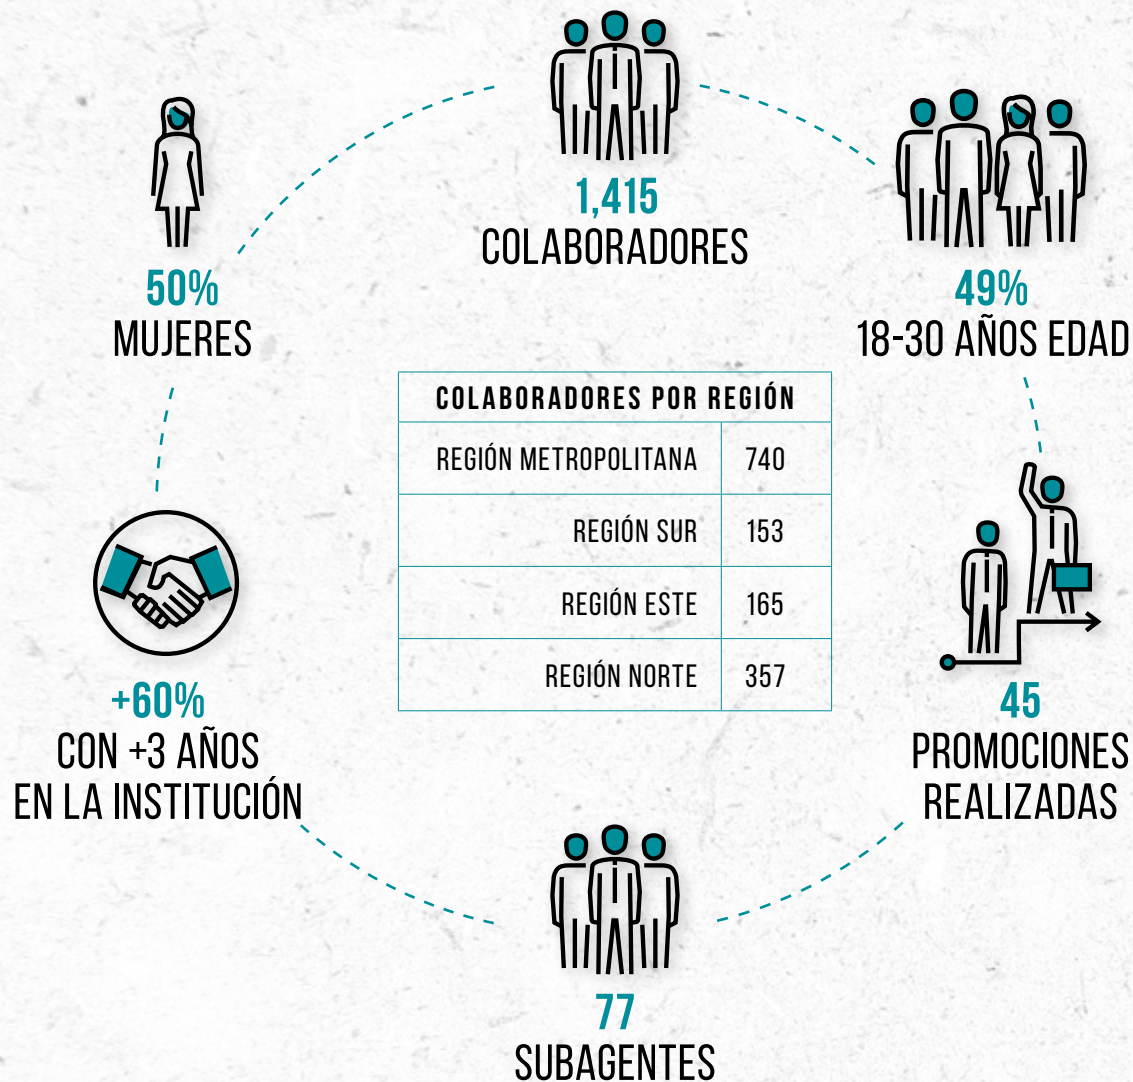 1,415
COLABORADORES
50%
MUJERES
49%
18-30 AÑOS EDAD
COLABORADORES POR REGIÓN
REGIÓN METROPOLITANA 740
REGIÓN SUR 153
REGIÓN ESTE 165
REGIÓN NORTE 357
+60%
CON +3 AÑOS
EN LA INSTITUCIÓN
45
PROMOCIONES
REALIZADAS
77
SUBAGENTES